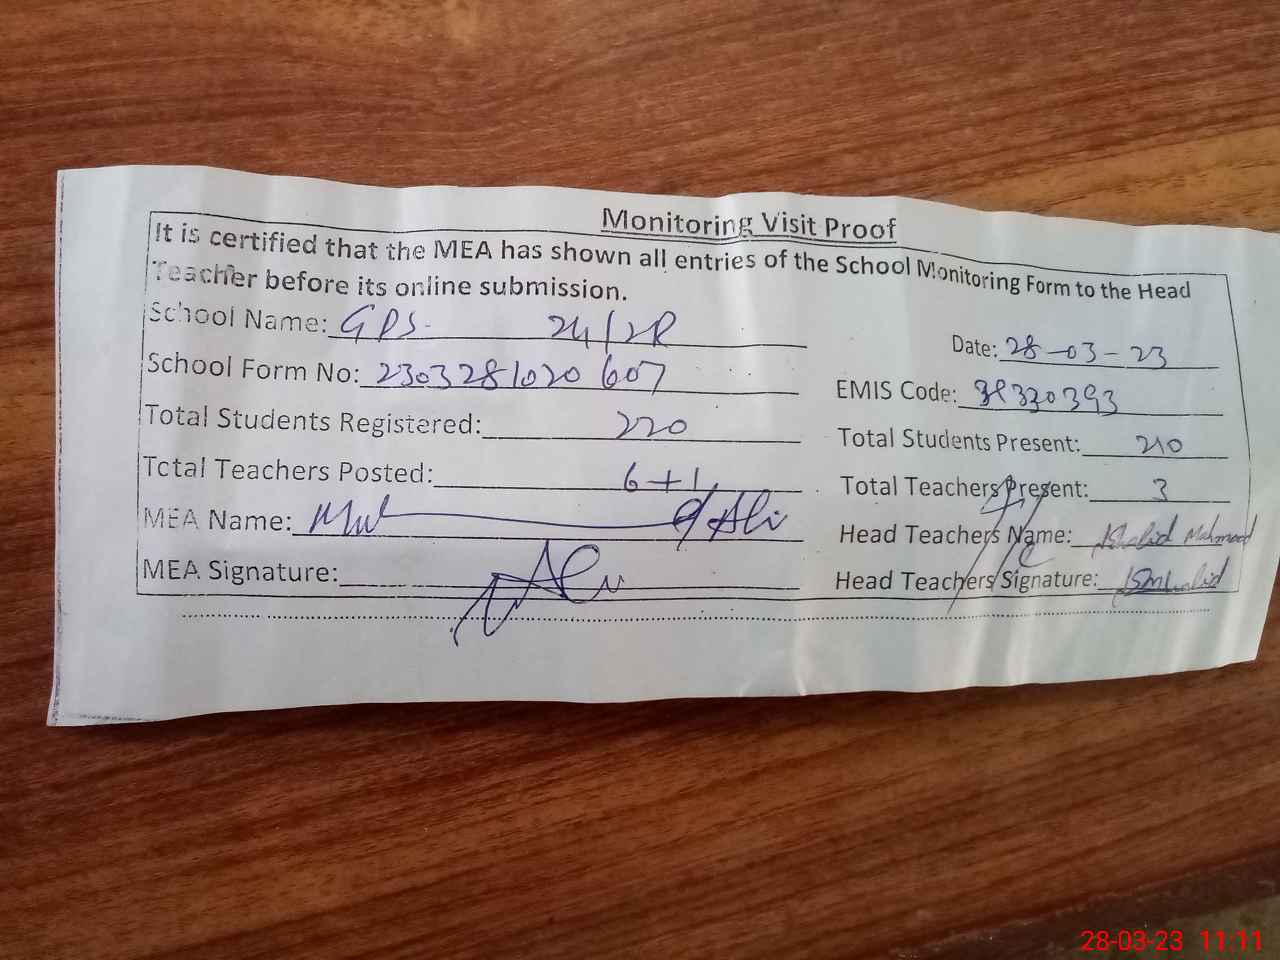 Monitoring Visit Proof
It is certified that the MEA has shown all entries of the School Monitoring Form to the Head
Teacher before its online submission.
School Name: GPS 24/2R
Date: 28-03-23
School Form No: 2303281020607
EMIS Code: 39330393
Total Students Registered: 220
Total Students Present: 210
Total Teachers Posted: 6+1
Total Teachers Present: 3
MEA Name: Ali
Head Teachers Name: Khalid Mahmood
MEA Signature:
Head Teachers Signature: Khalid
28-03-23 11:11